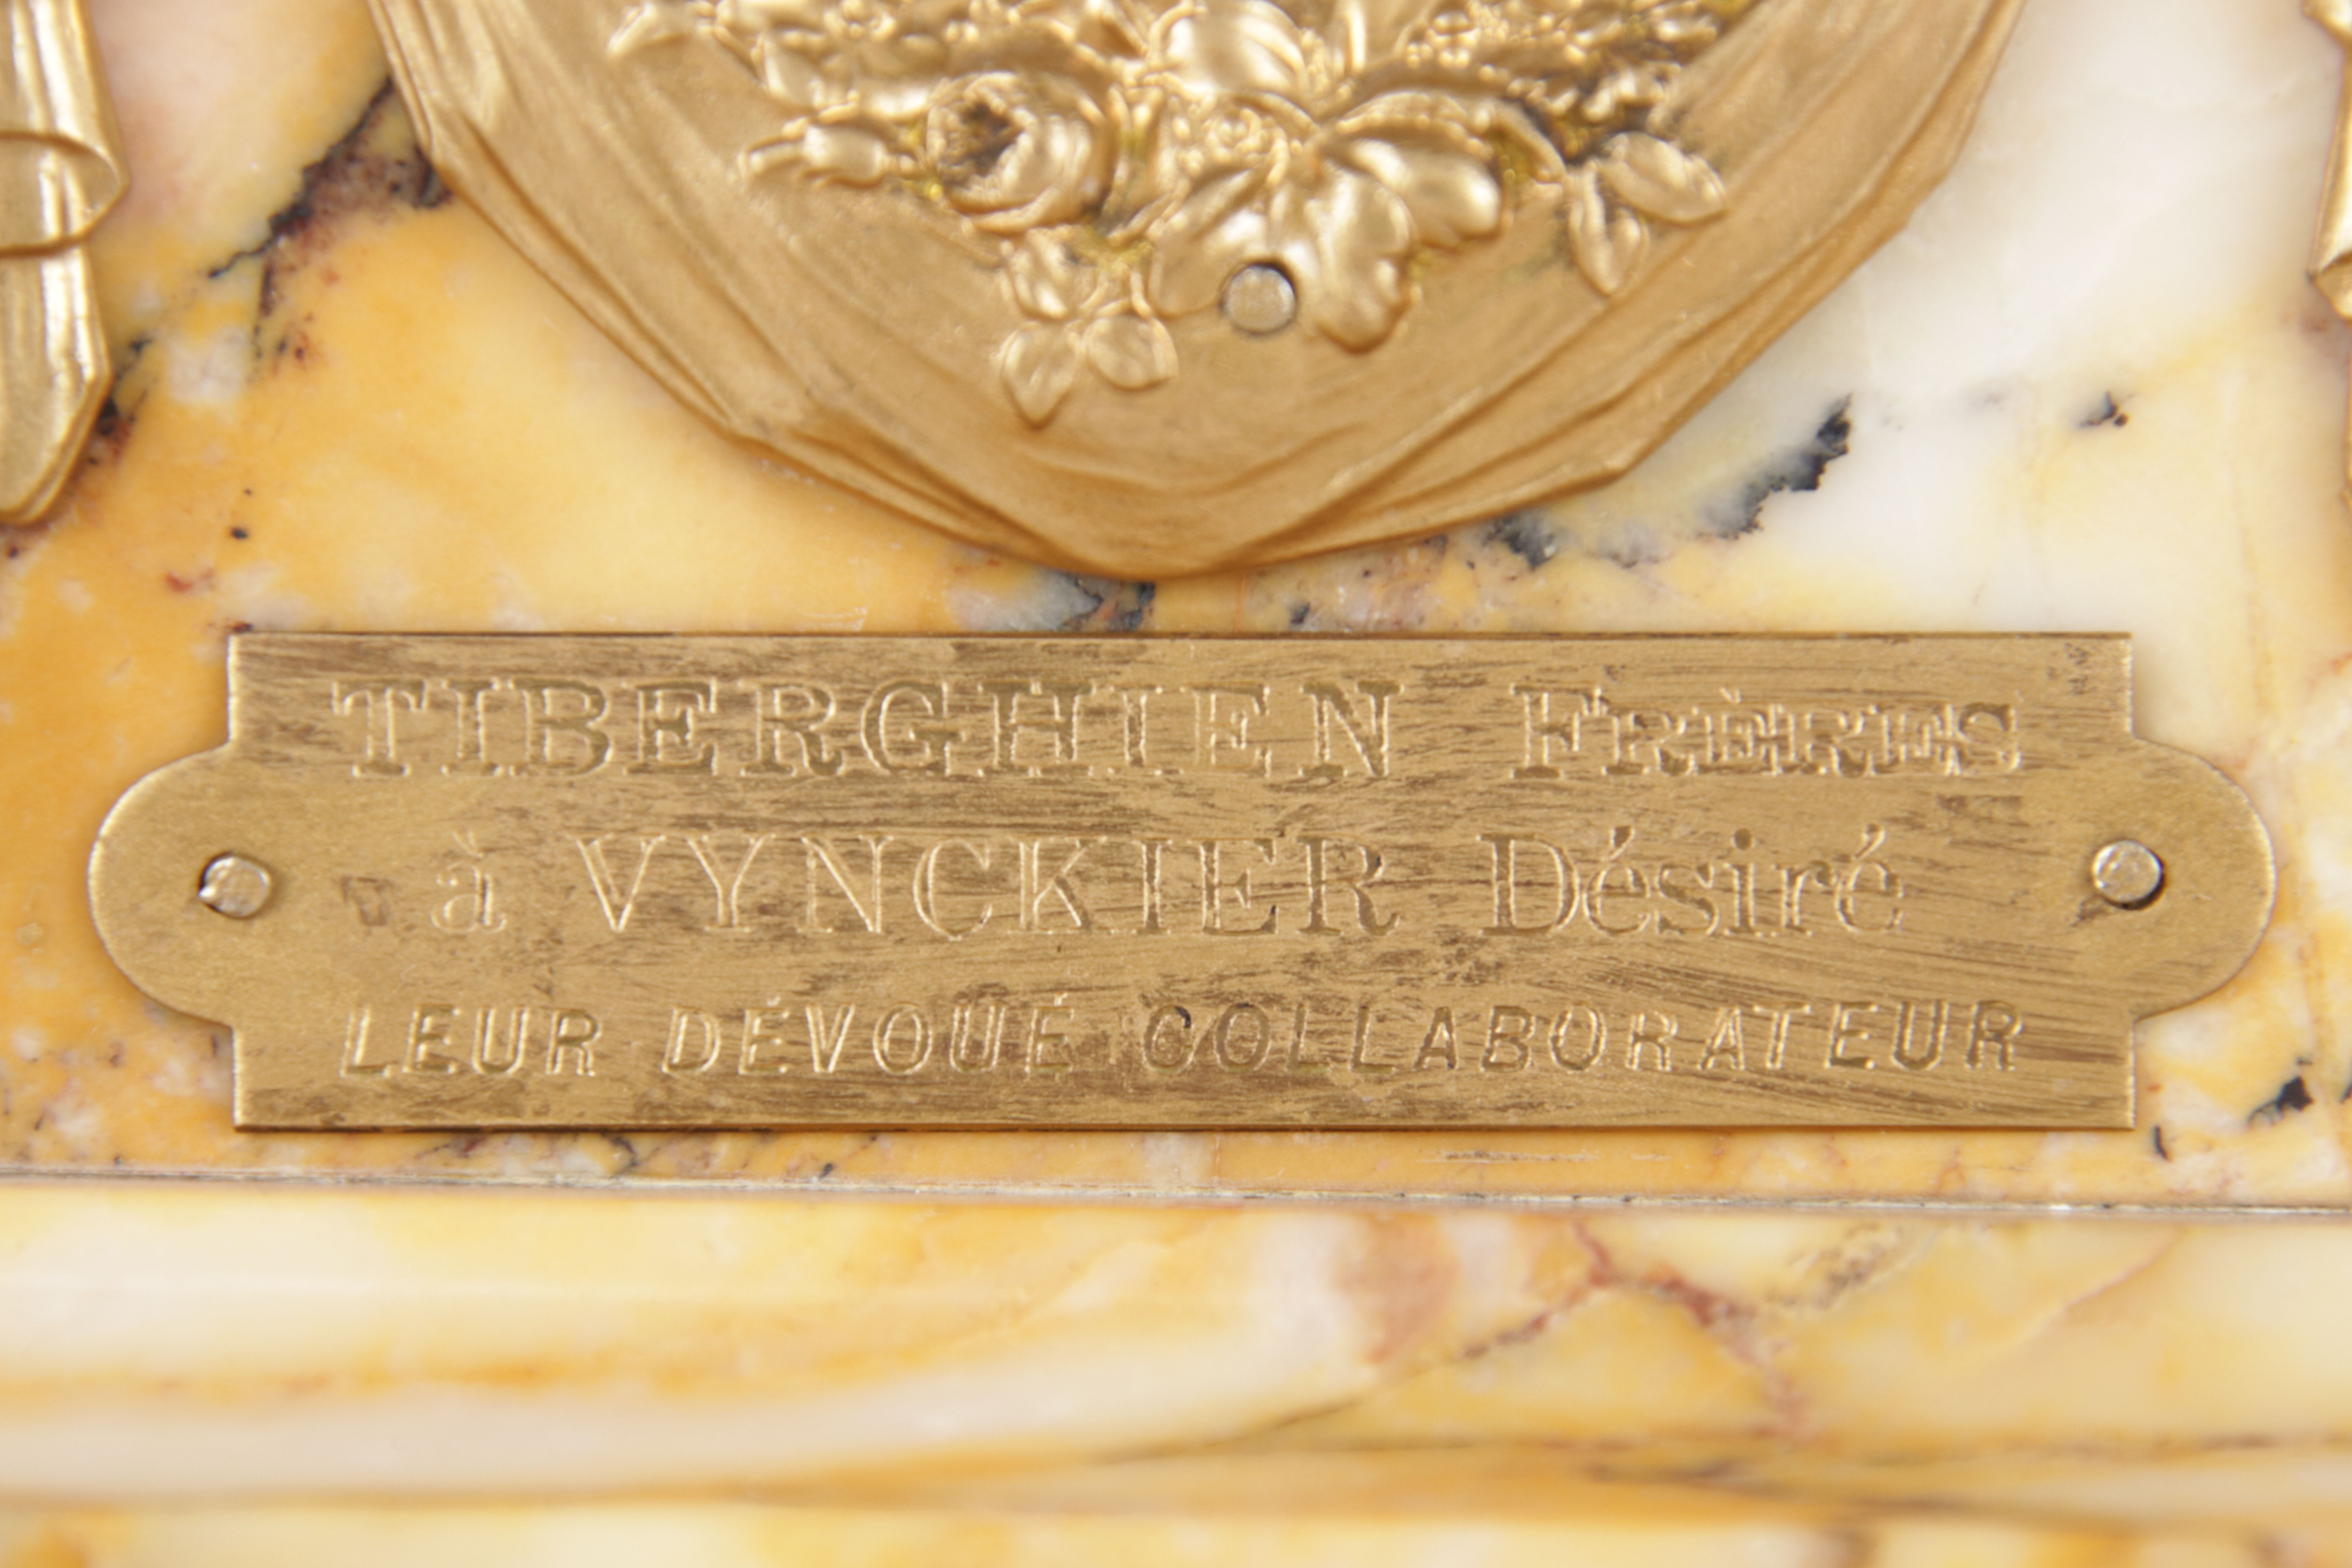 TIBERGHIEN FRÈRES
à VYNCKIER Désiré
LEUR DÉVOUÉ COLLABORATEUR